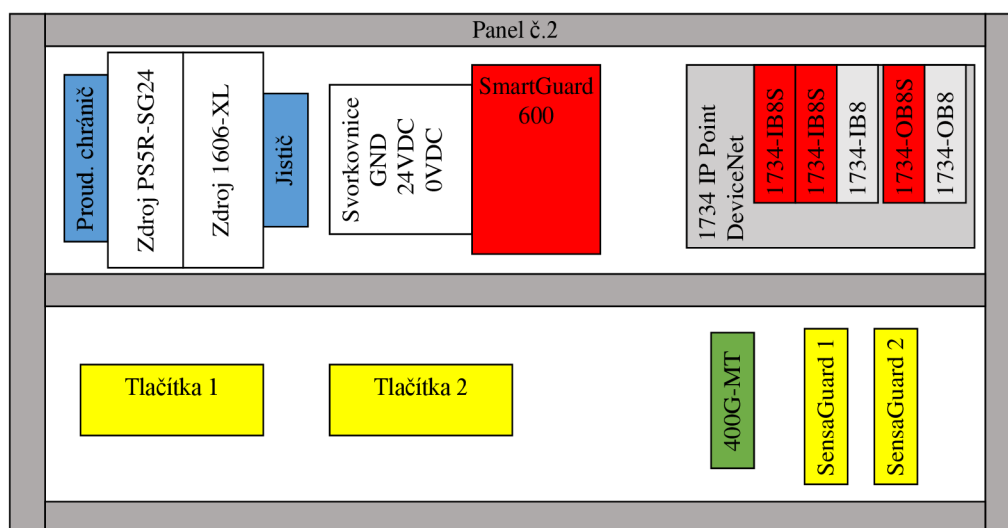 Panel č.2
Proud. chránič
Zdroj PS5R-SG24
Zdroj 1606-XL
Jistič
Svorkovnice
GND
24VDC
0VDC
SmartGuard
600
1734 IP Point
DeviceNet
1734-IB8S
1734-IB8S
1734-IB8
1734-OB8S
1734-OB8
Tlačítka 1
Tlačítka 2
400G-MT
SensaGuard 1
SensaGuard 2